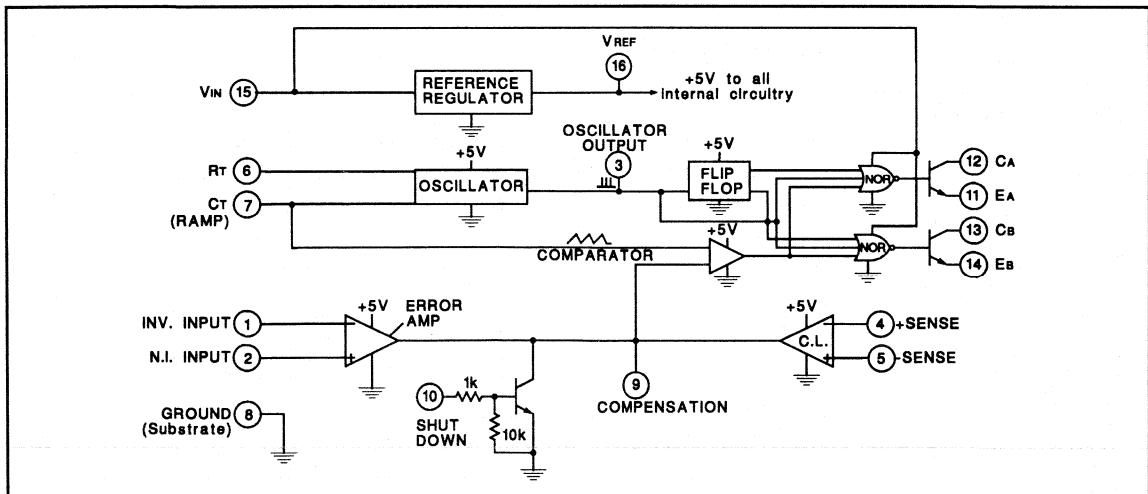 VREF
16
VIN 15
REFERENCE
REGULATOR
+5V to all
internal circuitry
OSCILLATOR
OUTPUT
3
RT 6
+5V
OSCILLATOR
+5V
FLIP
FLOP
NOR
12 CA
11 EA
CT 7
(RAMP)
COMPARATOR
+5V
NOR
13 CB
14 EB
INV. INPUT 1
+5V
ERROR
AMP
−
N.I. INPUT 2
+
+5V
C.L.
−
4 +SENSE
+
5 -SENSE
9
COMPENSATION
10
1k
SHUT
DOWN
10k
GROUND 8
(Substrate)